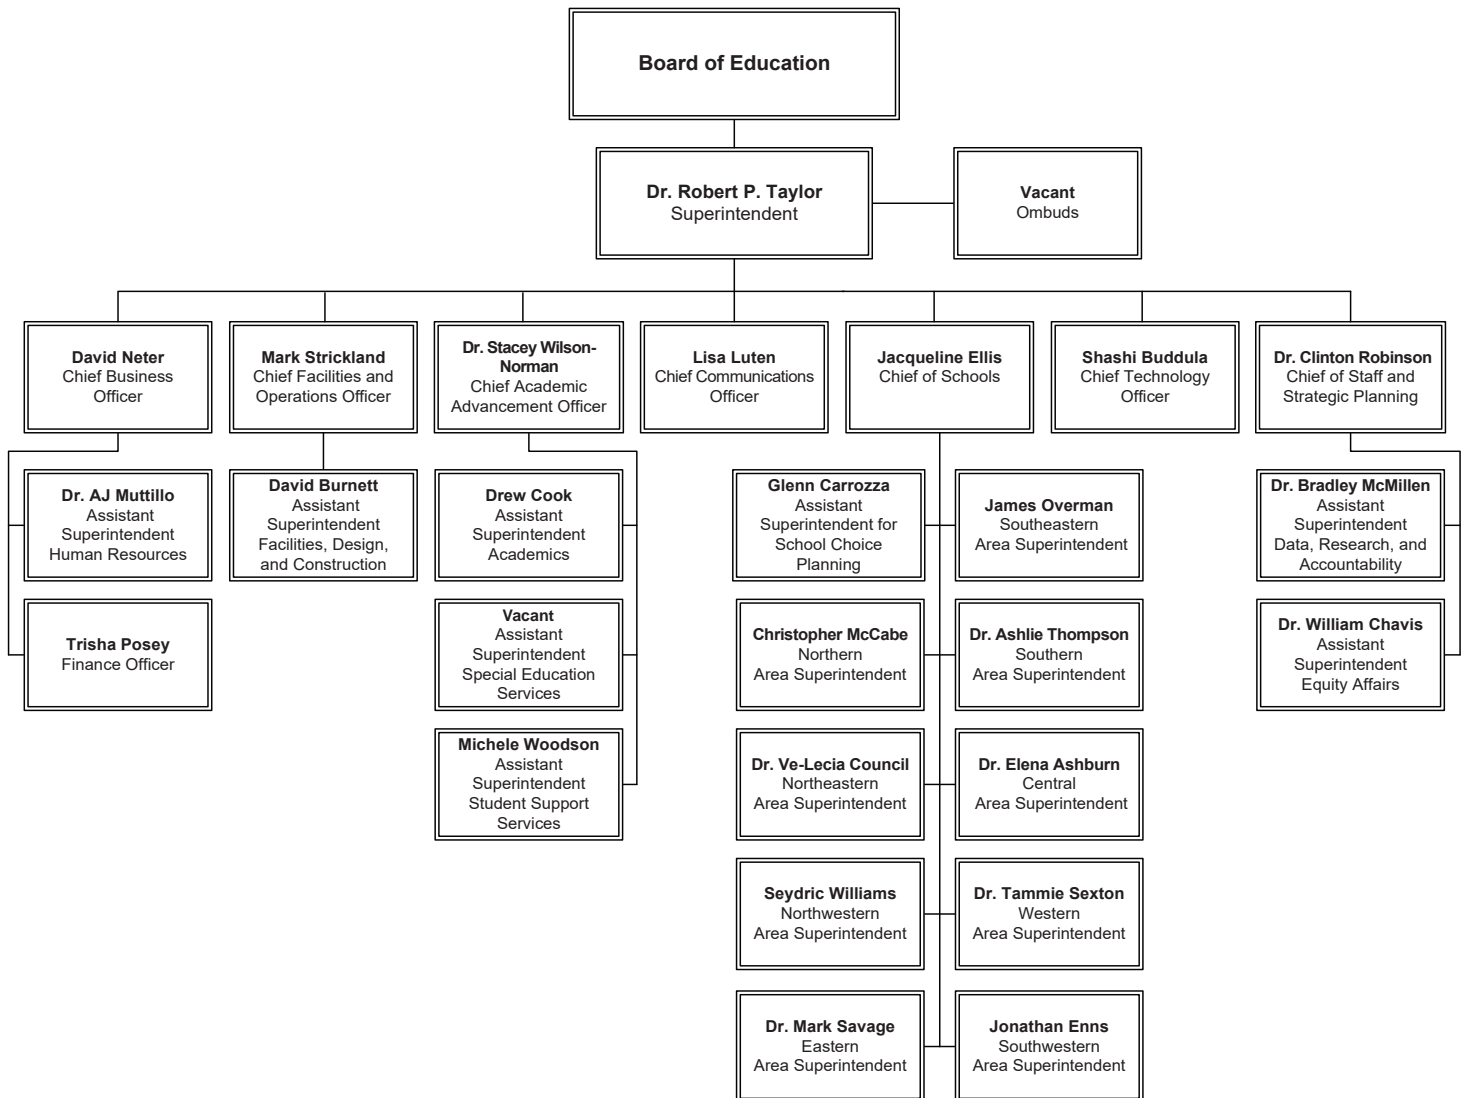 Board of Education
Dr. Robert P. Taylor
Superintendent
Vacant
Ombuds
David Neter
Chief Business
Officer
Mark Strickland
Chief Facilities and
Operations Officer
Dr. Stacey Wilson-
Norman
Chief Academic
Advancement Officer
Lisa Luten
Chief Communications
Officer
Jacqueline Ellis
Chief of Schools
Shashi Buddula
Chief Technology
Officer
Dr. Clinton Robinson
Chief of Staff and
Strategic Planning
Dr. AJ Muttillo
Assistant
Superintendent
Human Resources
David Burnett
Assistant
Superintendent
Facilities, Design,
and Construction
Drew Cook
Assistant
Superintendent
Academics
Glenn Carrozza
Assistant
Superintendent for
School Choice
Planning
James Overman
Southeastern
Area Superintendent
Dr. Bradley McMillen
Assistant
Superintendent
Data, Research, and
Accountability
Trisha Posey
Finance Officer
Vacant
Assistant
Superintendent
Special Education
Services
Christopher McCabe
Northern
Area Superintendent
Dr. Ashlie Thompson
Southern
Area Superintendent
Dr. William Chavis
Assistant
Superintendent
Equity Affairs
Michele Woodson
Assistant
Superintendent
Student Support
Services
Dr. Ve-Lecia Council
Northeastern
Area Superintendent
Dr. Elena Ashburn
Central
Area Superintendent
Seydric Williams
Northwestern
Area Superintendent
Dr. Tammie Sexton
Western
Area Superintendent
Dr. Mark Savage
Eastern
Area Superintendent
Jonathan Enns
Southwestern
Area Superintendent